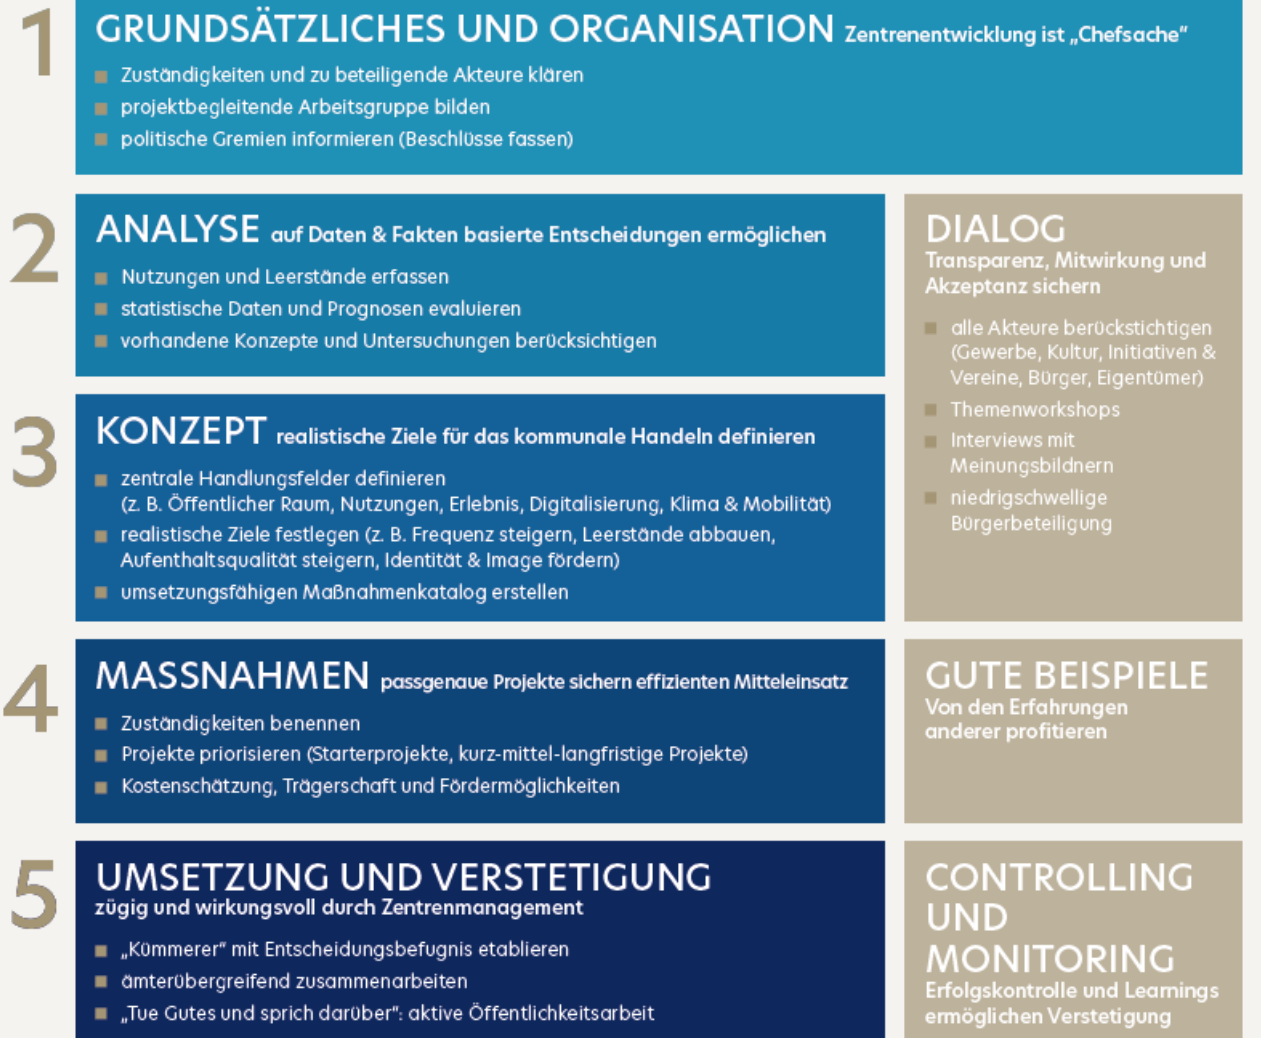 1
GRUNDSÄTZLICHES UND ORGANISATION Zentrenentwicklung ist „Chefsache“
Zuständigkeiten und zu beteiligende Akteure klären
projektbegleitende Arbeitsgruppe bilden
politische Gremien informieren (Beschlüsse fassen)
2
ANALYSE auf Daten & Fakten basierte Entscheidungen ermöglichen
Nutzungen und Leerstände erfassen
statistische Daten und Prognosen evaluieren
vorhandene Konzepte und Untersuchungen berücksichtigen
DIALOG
Transparenz, Mitwirkung und
Akzeptanz sichern
alle Akteure berückstichtigen
(Gewerbe, Kultur, Initiativen &
Vereine, Bürger, Eigentümer)
Themenworkshops
Interviews mit
Meinungsbildnern
niedrigschwellige
Bürgerbeteiligung
3
KONZEPT realistische Ziele für das kommunale Handeln definieren
zentrale Handlungsfelder definieren
(z. B. Öffentlicher Raum, Nutzungen, Erlebnis, Digitalisierung, Klima & Mobilität)
realistische Ziele festlegen (z. B. Frequenz steigern, Leerstände abbauen,
Aufenthaltsqualität steigern, Identität & Image fördern)
umsetzungsfähigen Maßnahmenkatalog erstellen
4
MASSNAHMEN passgenaue Projekte sichern effizienten Mitteleinsatz
Zuständigkeiten benennen
Projekte priorisieren (Starterprojekte, kurz-mittel-langfristige Projekte)
Kostenschätzung, Trägerschaft und Fördermöglichkeiten
GUTE BEISPIELE
Von den Erfahrungen
anderer profitieren
5
UMSETZUNG UND VERSTETIGUNG
zügig und wirkungsvoll durch Zentrenmanagement
„Kümmerer“ mit Entscheidungsbefugnis etablieren
ämterübergreifend zusammenarbeiten
„Tue Gutes und sprich darüber“: aktive Öffentlichkeitsarbeit
CONTROLLING
UND
MONITORING
Erfolgskontrolle und Learnings
ermöglichen Verstetigung